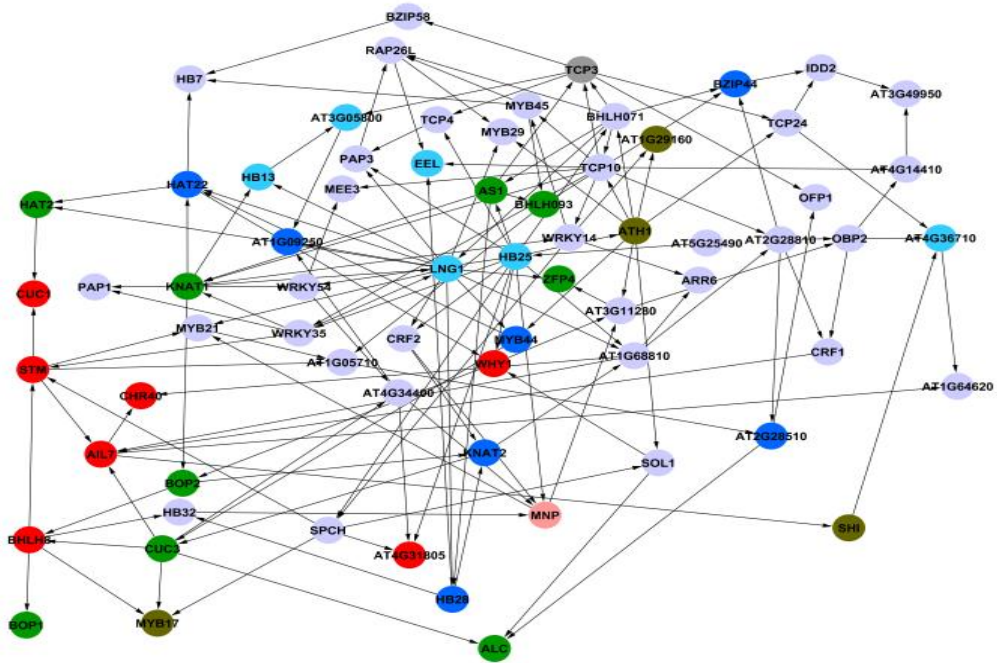 BZIP58
RAP26L
HB7
TCP3
IDD2
BZIP44
AT3G49950
MYB45
AT3G05800
TCP4
BHLH071
TCP24
MYB29
AT1G29160
PAP3
EEL
TCP10
AT4G14410
HB13
HAT22
MEE3
AS1
BHLH093
OFP1
HAT2
AT1G09250
WRKY14
ATH1
AT5G25490
AT2G28810
OBP2
AT4G36710
LNG1
HB25
ZFP4
ARR6
PAP1
KNAT1
WRKY54
CUC1
AT3G11280
MYB21
WRKY35
CRF2
MYB44
AT1G68810
CRF1
STM
AT1G05710
WHY1
CHR40
AT4G34400
AT1G64620
AIL7
KNAT2
AT2G28510
SOL1
BOP2
HB32
MNP
SHI
SPCH
CUC3
AT4G31805
HB28
BOP1
MYB17
ALC